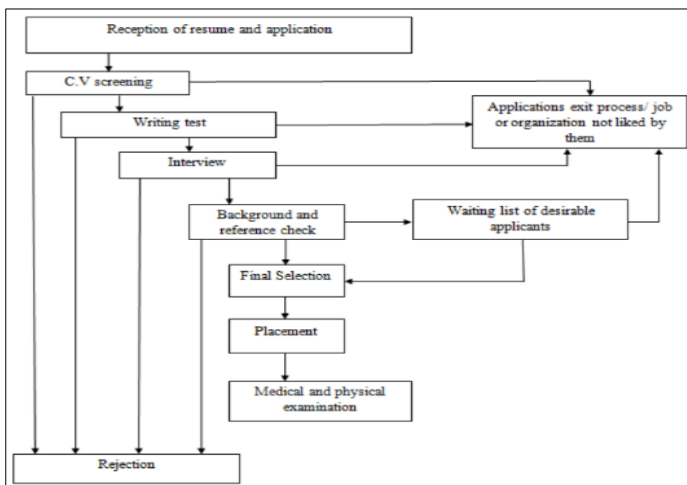 Reception of resume and application
C.V screening
Applications exit process/ job
or organization not liked by
them
Writing test
Interview
Background and
reference check
Waiting list of desirable
applicants
Final Selection
Placement
Medical and physical
examination
Rejection